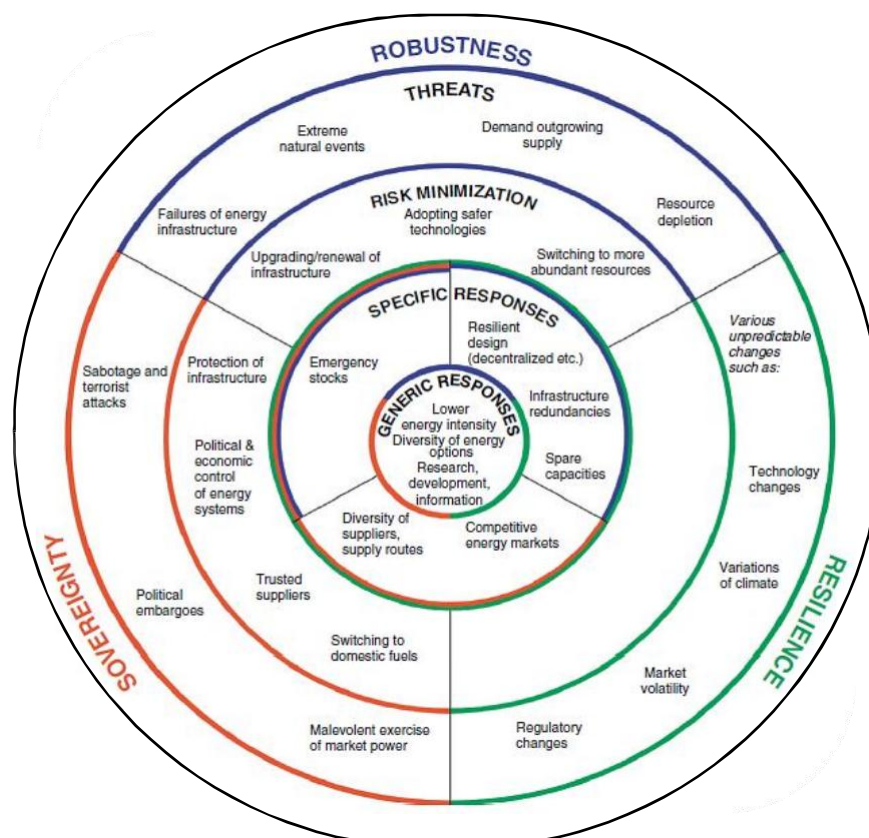 ROBUSTNESS
THREATS
Extreme
natural events
Demand outgrowing
supply
Failures of energy
infrastructure
Resource
depletion
RISK MINIMIZATION
Adopting safer
technologies
Upgrading/renewal of
infrastructure
Switching to more
abundant resources
SPECIFIC RESPONSES
Emergency
stocks
Resilient
design
(decentralized etc.)
Infrastructure
redundancies
Spare
capacities
GENERIC RESPONSES
Lower
energy intensity
Diversity of energy
options
Research,
development,
information
Diversity of
suppliers,
supply routes
Competitive
energy markets
Sabotage and
terrorist
attacks
Protection of
infrastructure
Political &
economic
control
of energy
systems
Trusted
suppliers
Switching to
domestic fuels
Political
embargoes
Malevolent exercise
of market power
SOVEREIGNTY
Various
unpredictable
changes
such as:
Technology
changes
Variations
of climate
Market
volatility
Regulatory
changes
RESILIENCE